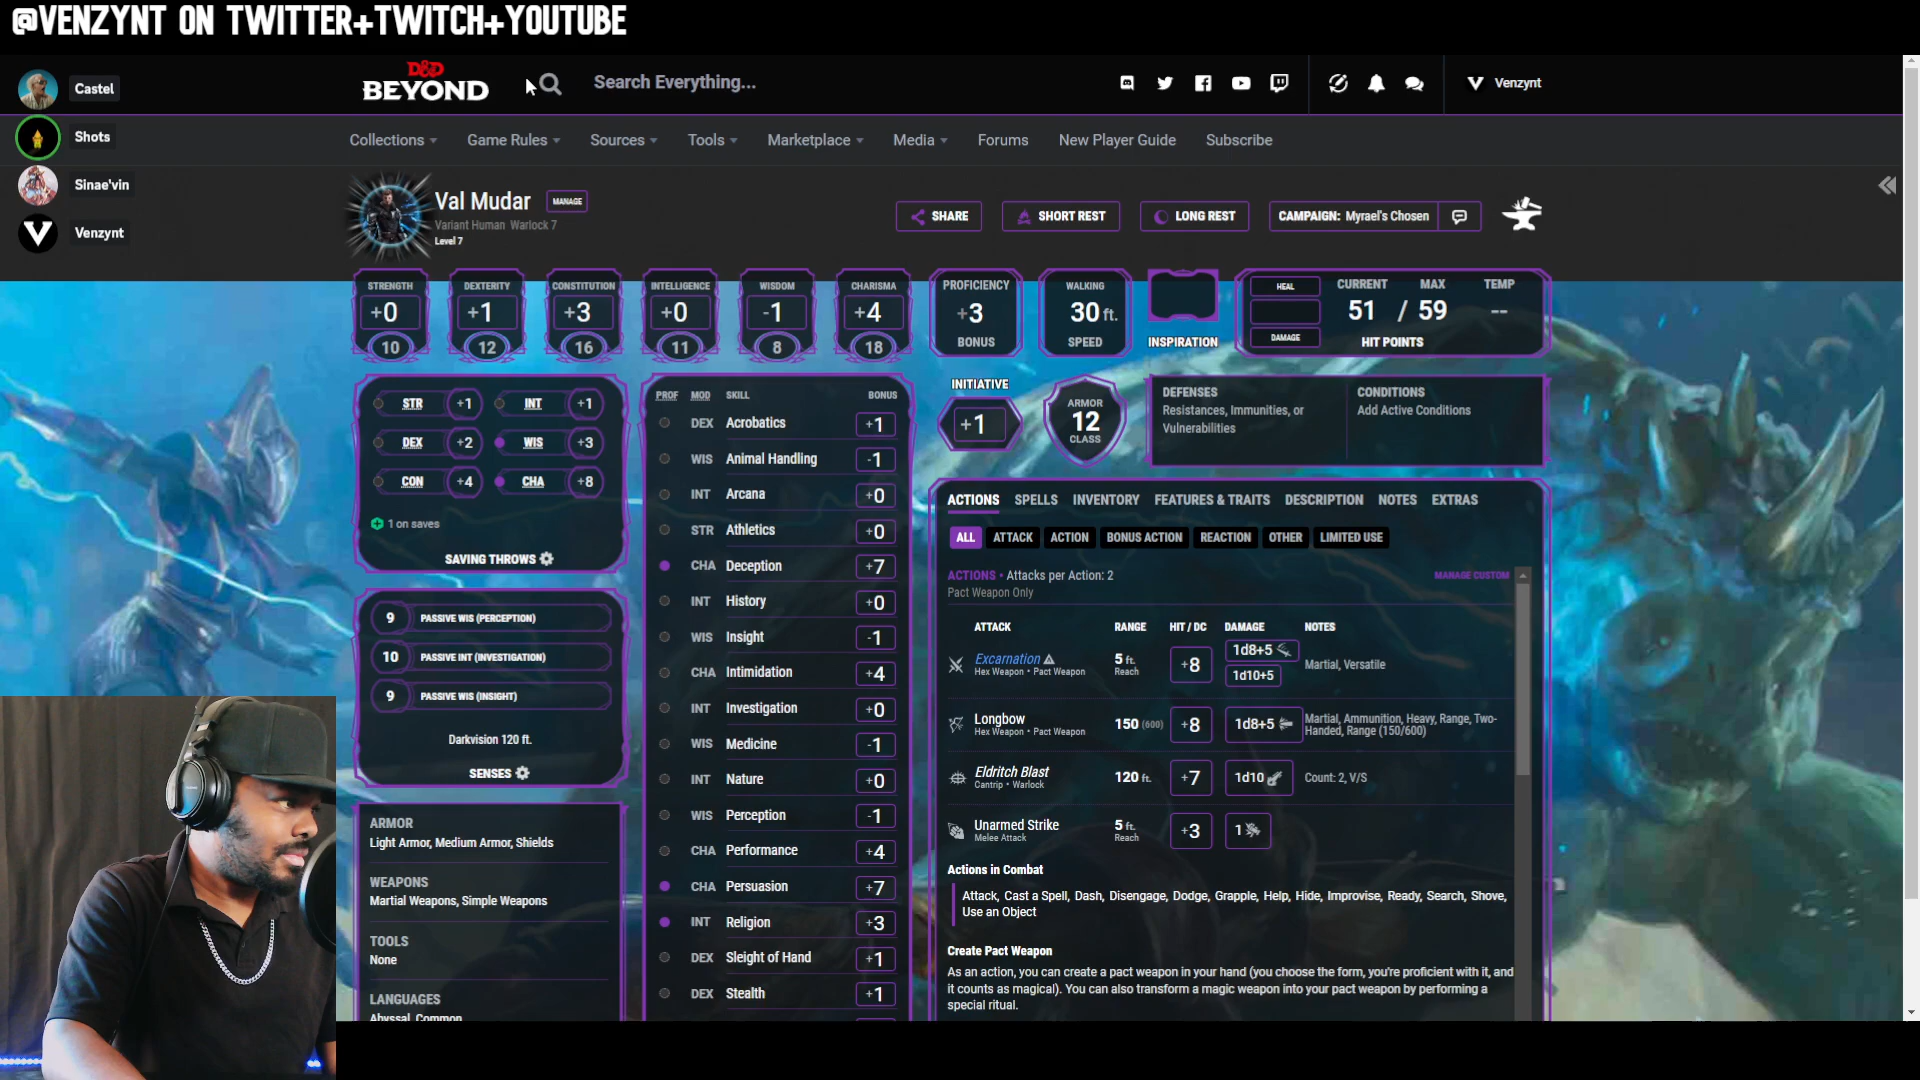 @VENZYNT ON TWITTER+TWITCH+YOUTUBE
Castel
Shots
Sinae'vin
Venzynt
D&D
BEYOND
Search Everything...
Venzynt
Collections
Game Rules
Sources
Tools
Marketplace
Media
Forums
New Player Guide
Subscribe
Val Mudar
MANAGE
Variant Human Warlock 7
Level 7
SHARE
SHORT REST
LONG REST
CAMPAIGN: Myrael's Chosen
STRENGTH
+0
10
DEXTERITY
+1
12
CONSTITUTION
+3
16
INTELLIGENCE
+0
11
WISDOM
-1
8
CHARISMA
+4
18
PROFICIENCY
+3
BONUS
WALKING
30 ft.
SPEED
INSPIRATION
HEAL
DAMAGE
CURRENT MAX TEMP
51 / 59 --
HIT POINTS
STR +1
INT +1
DEX +2
WIS +3
CON +4
CHA +8
1 on saves
SAVING THROWS
9 PASSIVE WIS (PERCEPTION)
10 PASSIVE INT (INVESTIGATION)
9 PASSIVE WIS (INSIGHT)
Darkvision 120 ft.
SENSES
ARMOR
Light Armor, Medium Armor, Shields
WEAPONS
Martial Weapons, Simple Weapons
TOOLS
None
LANGUAGES
Abyssal, Common
PROF MOD SKILL BONUS
DEX Acrobatics +1
WIS Animal Handling -1
INT Arcana +0
STR Athletics +0
CHA Deception +7
INT History +0
WIS Insight -1
CHA Intimidation +4
INT Investigation +0
WIS Medicine -1
INT Nature +0
WIS Perception -1
CHA Performance +4
CHA Persuasion +7
INT Religion +3
DEX Sleight of Hand +1
DEX Stealth +1
INITIATIVE
+1
ARMOR
12
CLASS
DEFENSES
Resistances, Immunities, or
Vulnerabilities
CONDITIONS
Add Active Conditions
ACTIONS SPELLS INVENTORY FEATURES & TRAITS DESCRIPTION NOTES EXTRAS
ALL ATTACK ACTION BONUS ACTION REACTION OTHER LIMITED USE
ACTIONS • Attacks per Action: 2
MANAGE CUSTOM
Pact Weapon Only
ATTACK RANGE HIT / DC DAMAGE NOTES
Excarnation 5 ft. +8 1d8+5 Martial, Versatile
Hex Weapon • Pact Weapon Reach 1d10+5
Longbow 150 (600) +8 1d8+5 Martial, Ammunition, Heavy, Range, Two-
Hex Weapon • Pact Weapon Handed, Range (150/600)
Eldritch Blast 120 ft. +7 1d10 Count: 2, V/S
Cantrip • Warlock
Unarmed Strike 5 ft. +3 1
Melee Attack Reach
Actions in Combat
Attack, Cast a Spell, Dash, Disengage, Dodge, Grapple, Help, Hide, Improvise, Ready, Search, Shove,
Use an Object
Create Pact Weapon
As an action, you can create a pact weapon in your hand (you choose the form, you're proficient with it, and
it counts as magical). You can also transform a magic weapon into your pact weapon by performing a
special ritual.